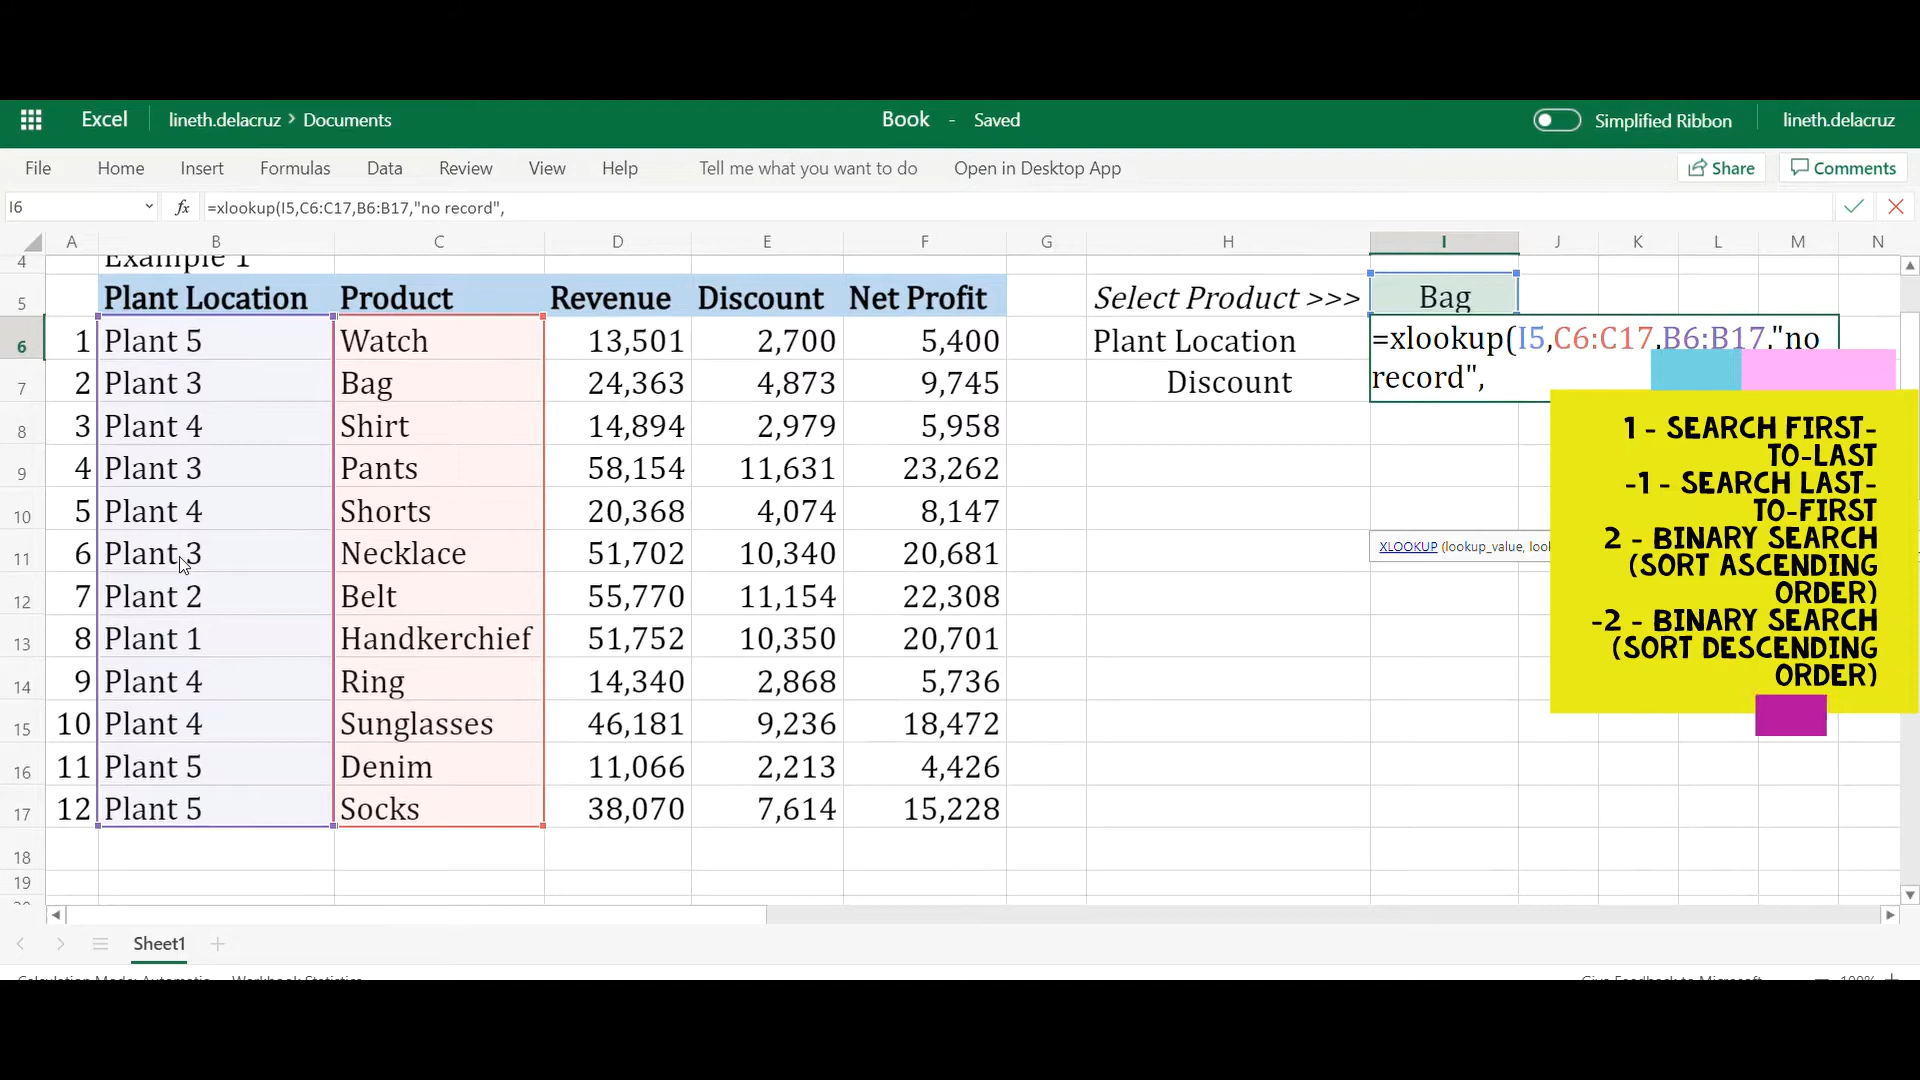 Excel lineth.delacruz > Documents Book - Saved Simplified Ribbon lineth.delacruz
File Home Insert Formulas Data Review View Help Tell me what you want to do Open in Desktop App Share Comments
I6 fx =xlookup(I5,C6:C17,B6:B17,"no record",
A B C D E F G H I J K L M N
4 Example 1
5 Plant Location Product Revenue Discount Net Profit Select Product >>> Bag
6 1 Plant 5 Watch 13,501 2,700 5,400 Plant Location =xlookup(I5,C6:C17,B6:B17,"no
7 2 Plant 3 Bag 24,363 4,873 9,745 Discount record",
8 3 Plant 4 Shirt 14,894 2,979 5,958
9 4 Plant 3 Pants 58,154 11,631 23,262
10 5 Plant 4 Shorts 20,368 4,074 8,147
11 6 Plant 3 Necklace 51,702 10,340 20,681 XLOOKUP (lookup_value, look
12 7 Plant 2 Belt 55,770 11,154 22,308
13 8 Plant 1 Handkerchief 51,752 10,350 20,701
14 9 Plant 4 Ring 14,340 2,868 5,736
15 10 Plant 4 Sunglasses 46,181 9,236 18,472
16 11 Plant 5 Denim 11,066 2,213 4,426
17 12 Plant 5 Socks 38,070 7,614 15,228
18
19
1 - SEARCH FIRST-
TO-LAST
-1 - SEARCH LAST-
TO-FIRST
2 - BINARY SEARCH
(SORT ASCENDING
ORDER)
-2 - BINARY SEARCH
(SORT DESCENDING
ORDER)
Sheet1
Calculation Mode: Automatic Workbook Statistics Give Feedback to Microsoft 100%